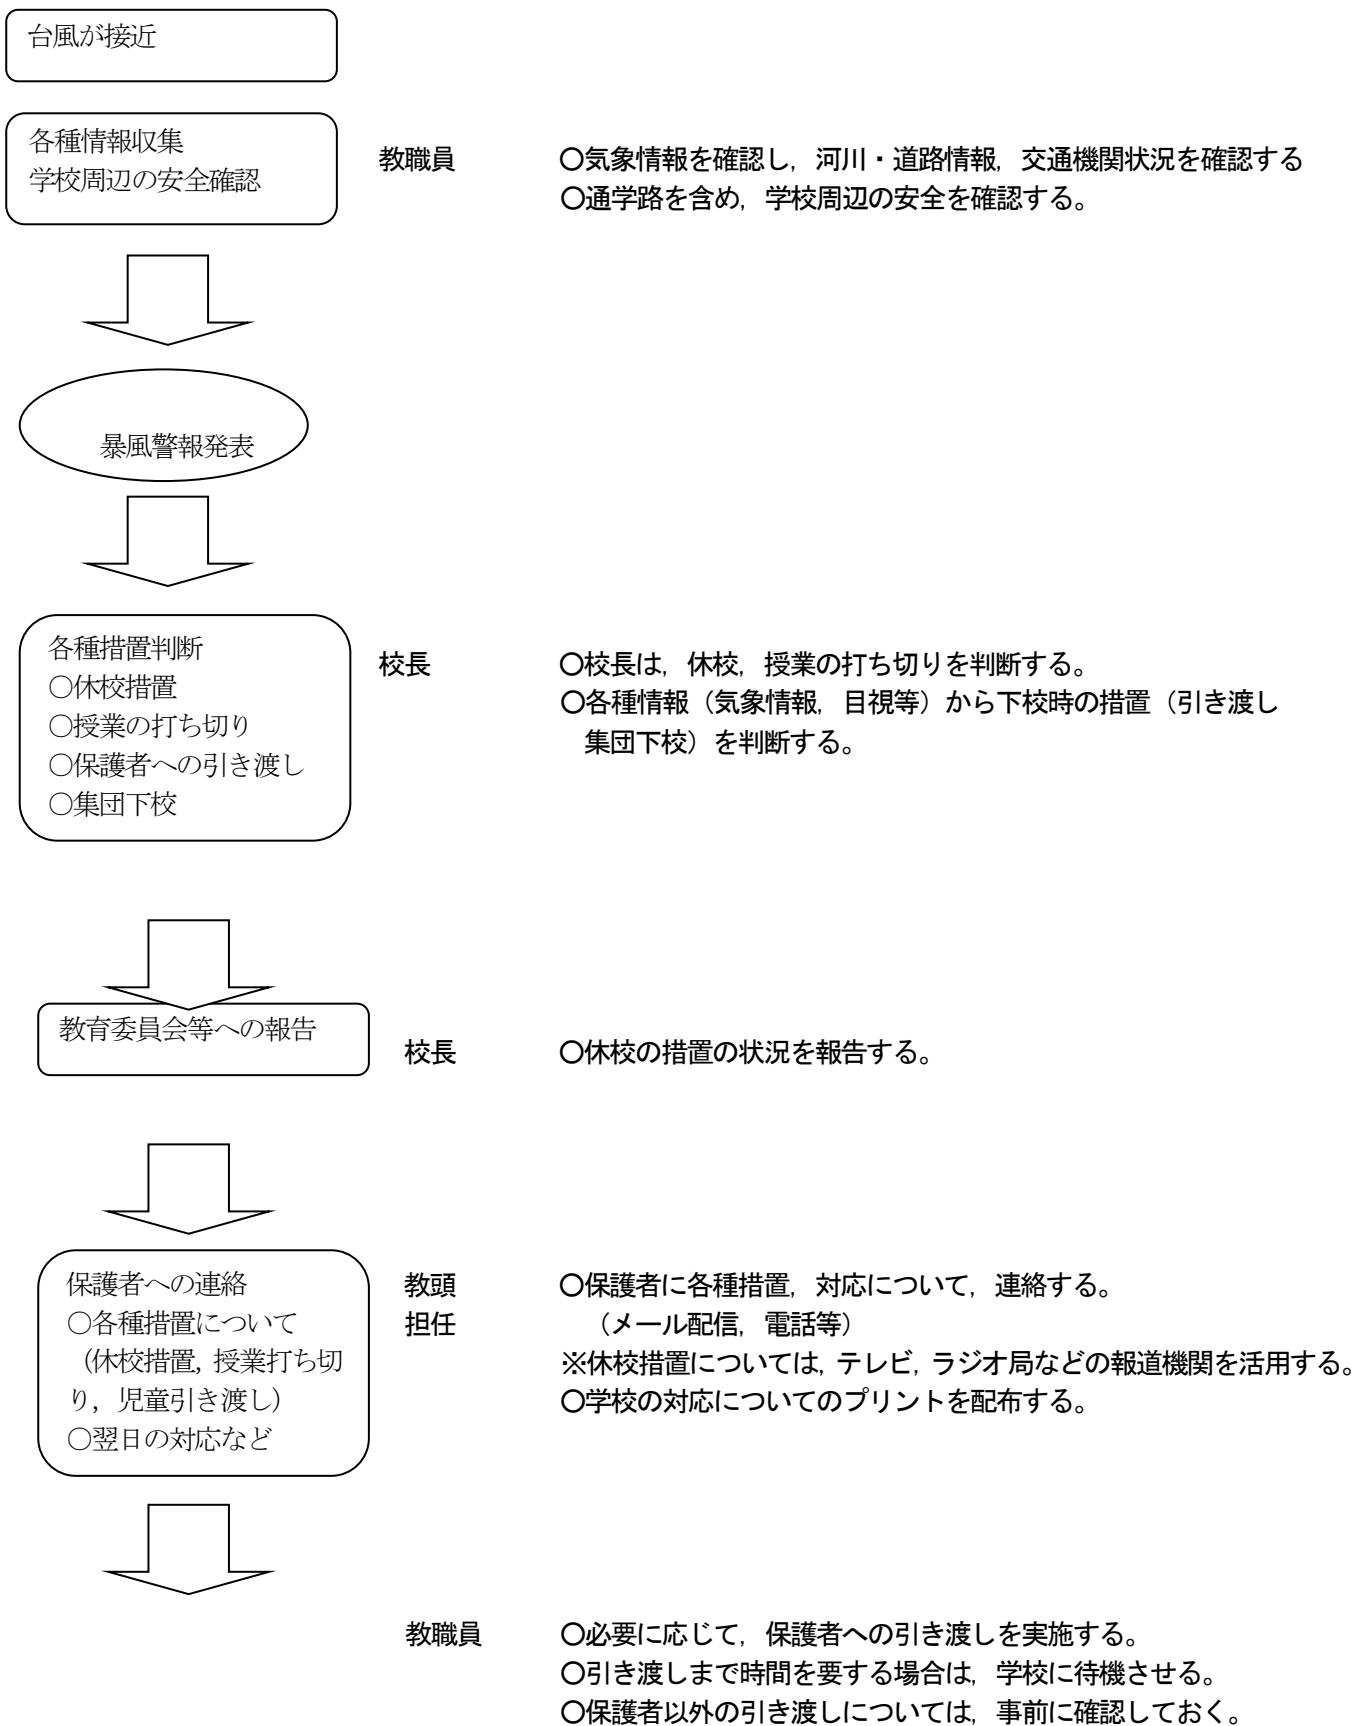 台風が接近
各種情報収集
学校周辺の安全確認
教職員 〇気象情報を確認し，河川・道路情報，交通機関状況を確認する
〇通学路を含め，学校周辺の安全を確認する。
暴風警報発表
各種措置判断
○休校措置
○授業の打ち切り
○保護者への引き渡し
○集団下校
校長 〇校長は，休校，授業の打ち切りを判断する。
〇各種情報（気象情報，目視等）から下校時の措置（引き渡し
集団下校）を判断する。
教育委員会等への報告
校長 〇休校の措置の状況を報告する。
保護者への連絡
○各種措置について
（休校措置，授業打ち切
り，児童引き渡し）
○翌日の対応など
教頭 〇保護者に各種措置，対応について，連絡する。
担任 （メール配信，電話等）
※休校措置については，テレビ，ラジオ局などの報道機関を活用する。
〇学校の対応についてのプリントを配布する。
教職員 〇必要に応じて，保護者への引き渡しを実施する。
〇引き渡しまで時間を要する場合は，学校に待機させる。
〇保護者以外の引き渡しについては，事前に確認しておく。